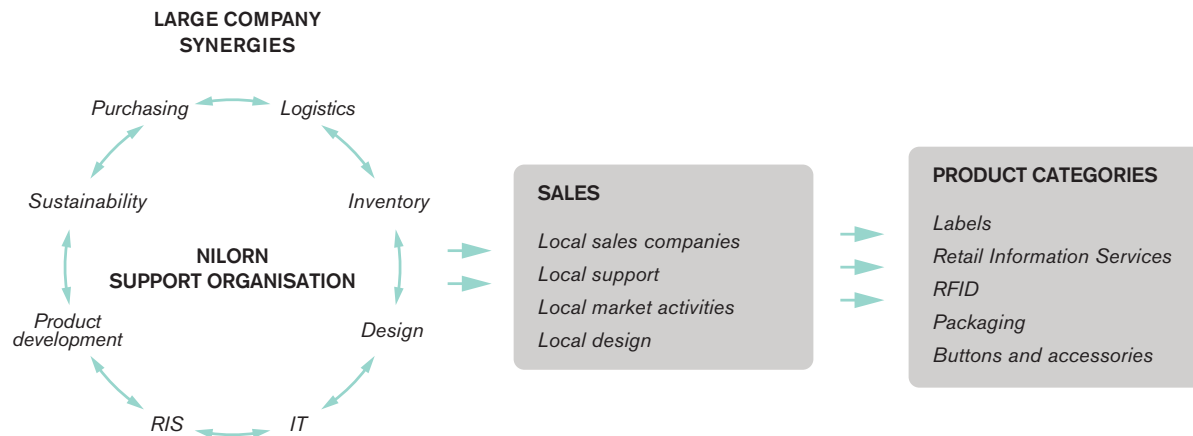 LARGE COMPANY
SYNERGIES
Purchasing
Logistics
Sustainability
Inventory
NILORN
SUPPORT ORGANISATION
Product
development
Design
RIS
IT
SALES
Local sales companies
Local support
Local market activities
Local design
PRODUCT CATEGORIES
Labels
Retail Information Services
RFID
Packaging
Buttons and accessories